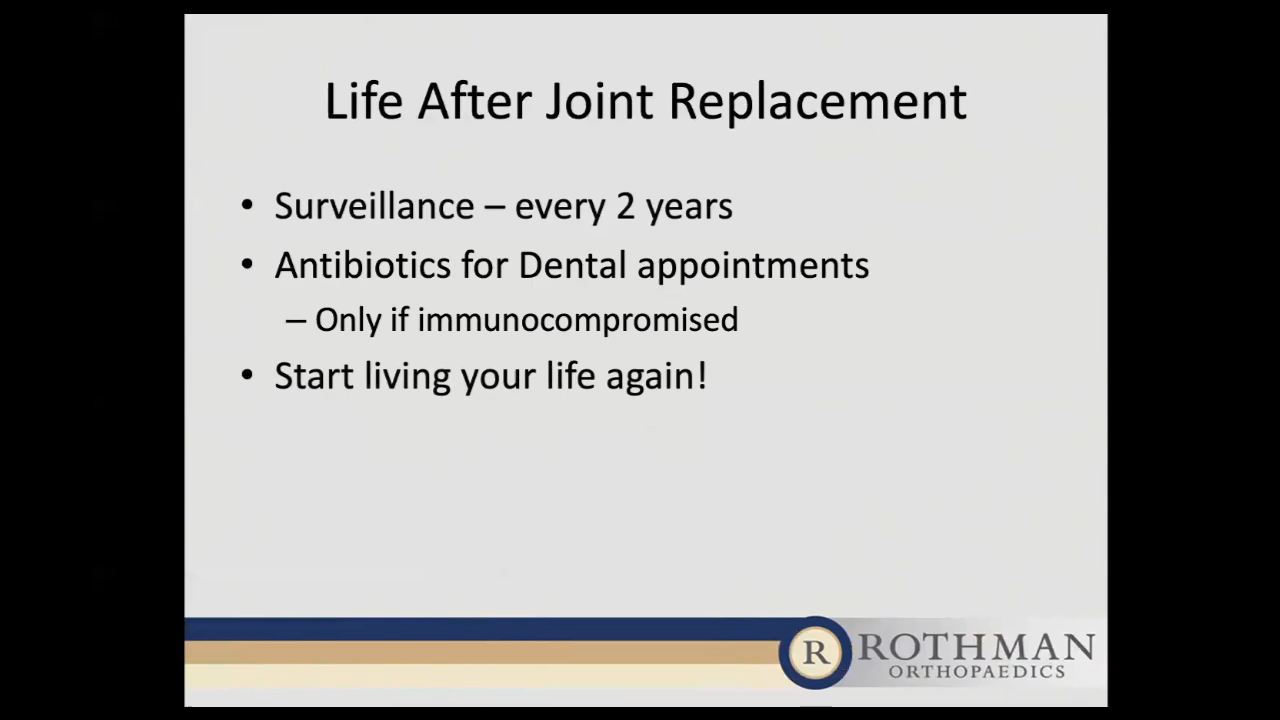 Life After Joint Replacement
• Surveillance – every 2 years
• Antibiotics for Dental appointments
– Only if immunocompromised
• Start living your life again!
R ROTHMAN
ORTHOPAEDICS